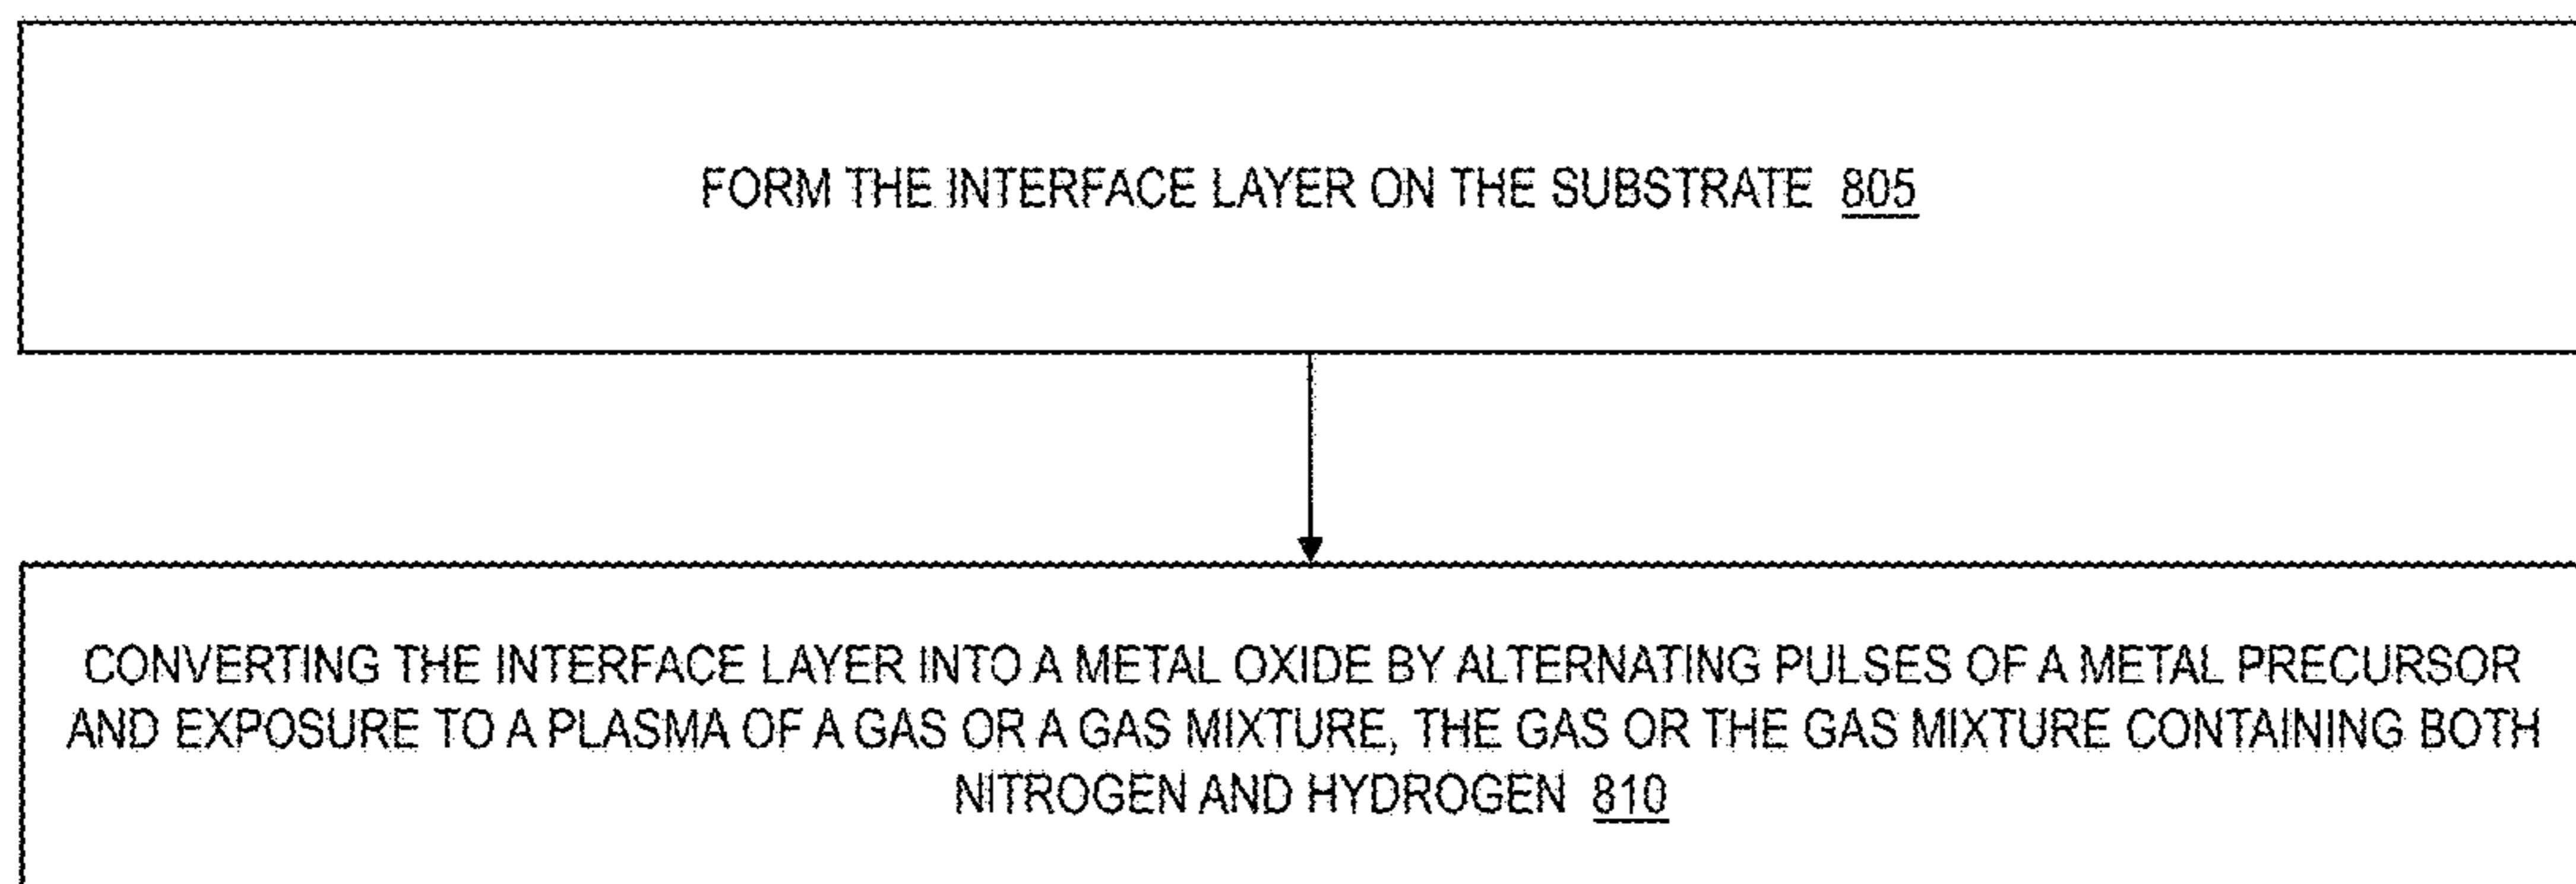 FORM THE INTERFACE LAYER ON THE SUBSTRATE 805
CONVERTING THE INTERFACE LAYER INTO A METAL OXIDE BY ALTERNATING PULSES OF A METAL PRECURSOR
AND EXPOSURE TO A PLASMA OF A GAS OR A GAS MIXTURE, THE GAS OR THE GAS MIXTURE CONTAINING BOTH
NITROGEN AND HYDROGEN 810